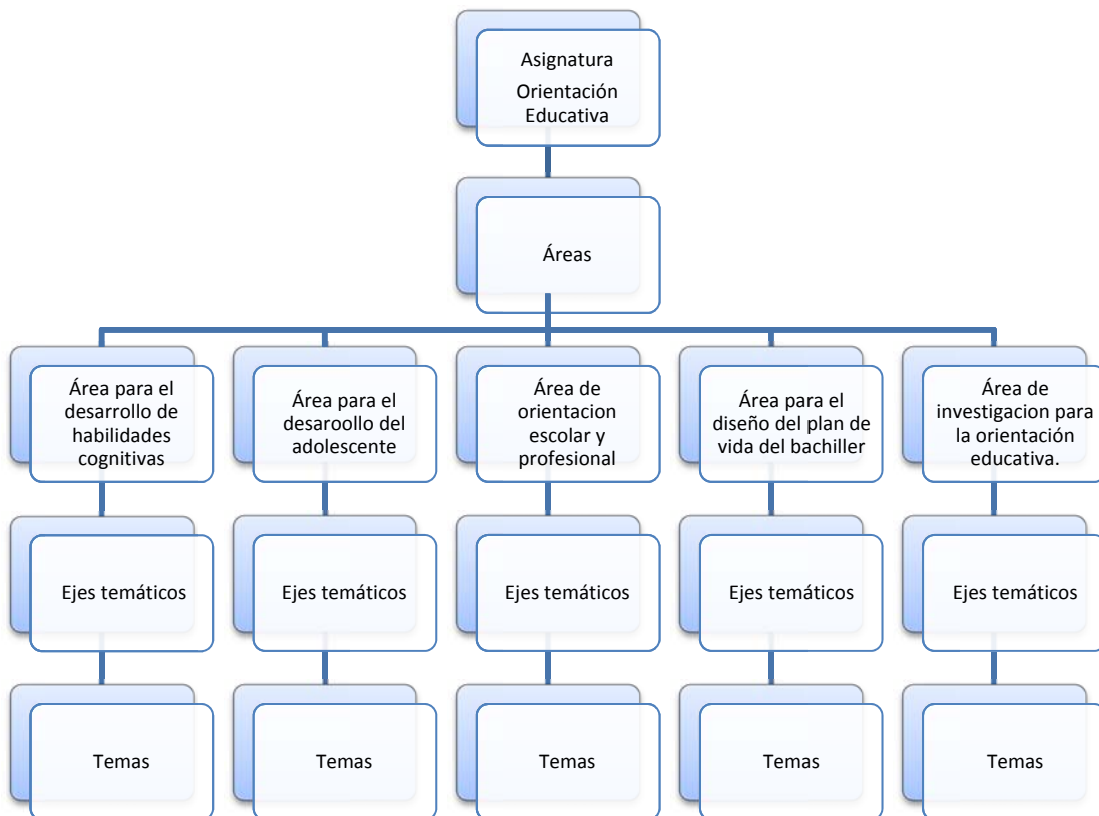 Asignatura
Orientación
Educativa
Áreas
Área para el
desarrollo de
habilidades
cognitivas
Área para el
desaroollo del
adolescente
Área de
orientacion
escolar y
profesional
Área para el
diseño del plan de
vida del bachiller
Área de
investigacion para
la orientación
educativa.
Ejes temáticos
Ejes temáticos
Ejes temáticos
Ejes temáticos
Ejes temáticos
Temas
Temas
Temas
Temas
Temas